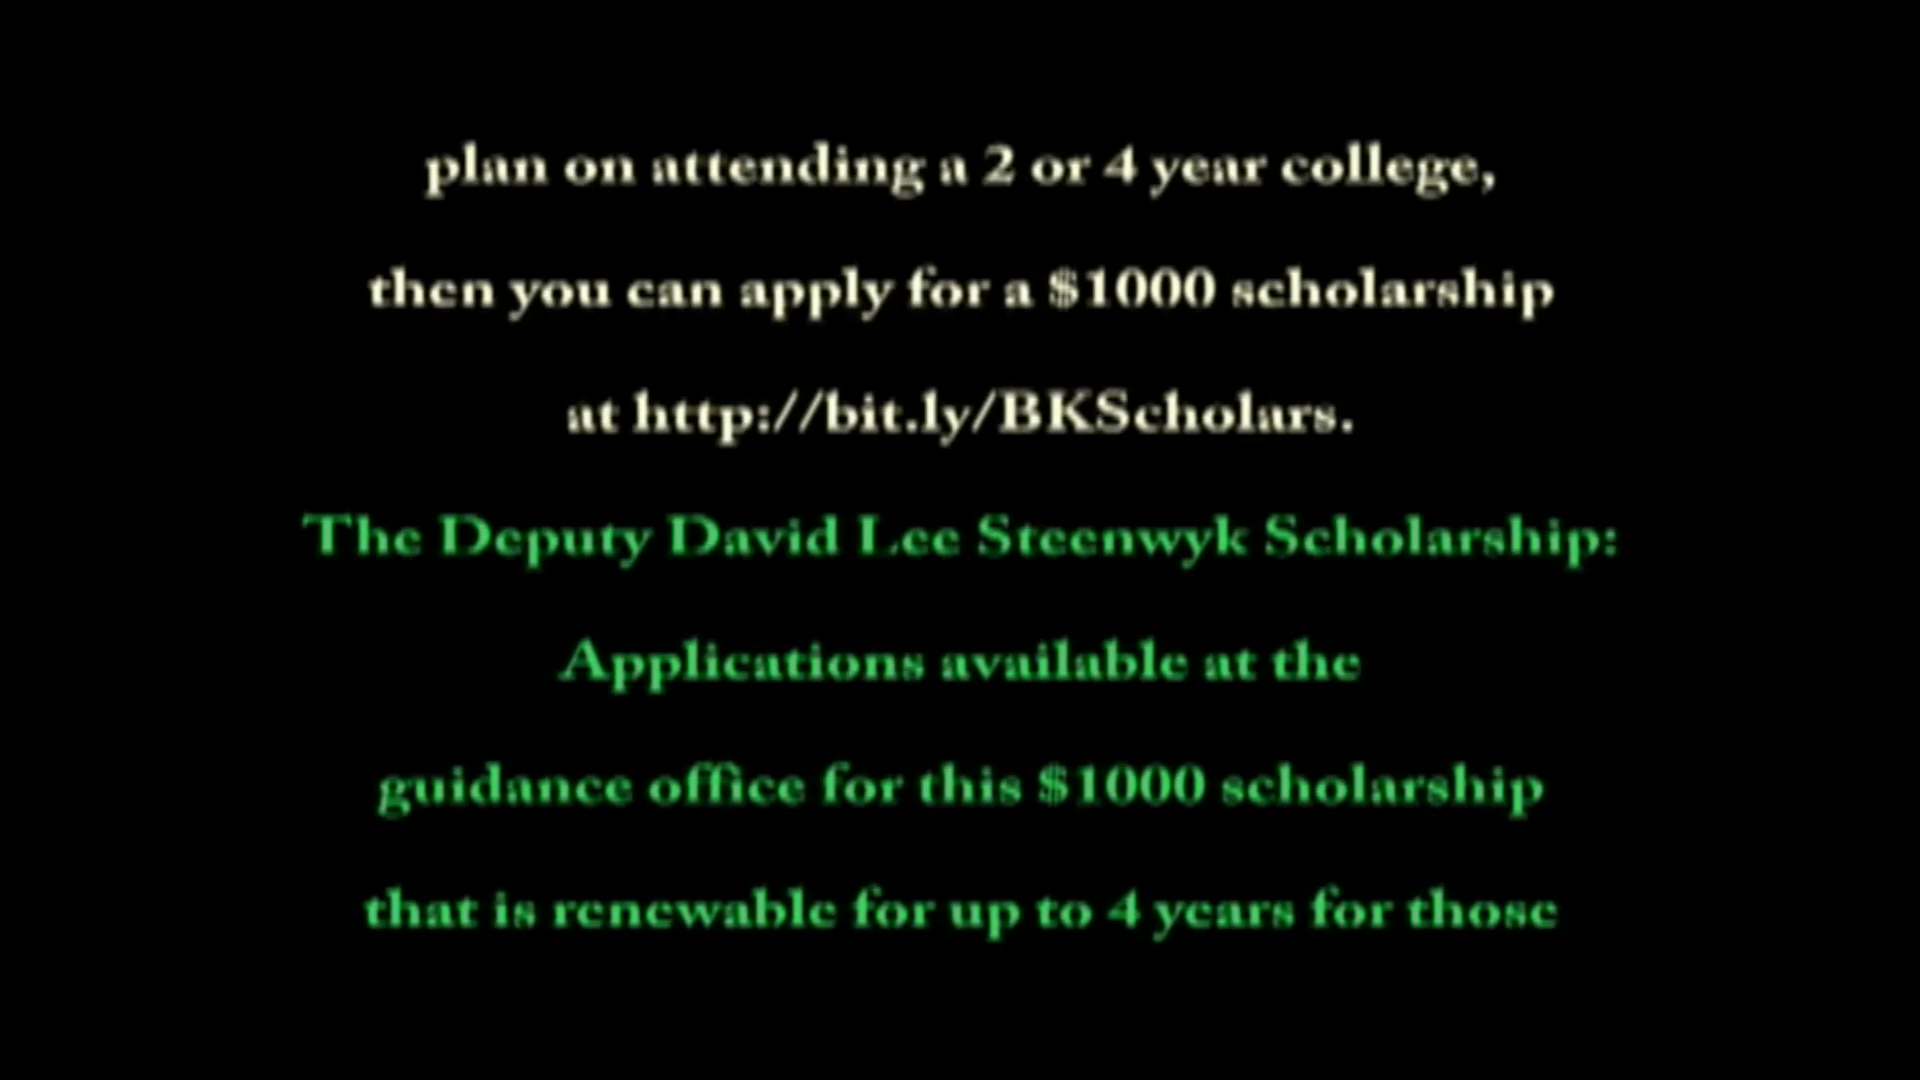 plan on attending a 2 or 4 year college,
then you can apply for a $1000 scholarship
at http://bit.ly/BKScholars.
The Deputy David Lee Steenwyk Scholarship:
Applications available at the
guidance office for this $1000 scholarship
that is renewable for up to 4 years for those